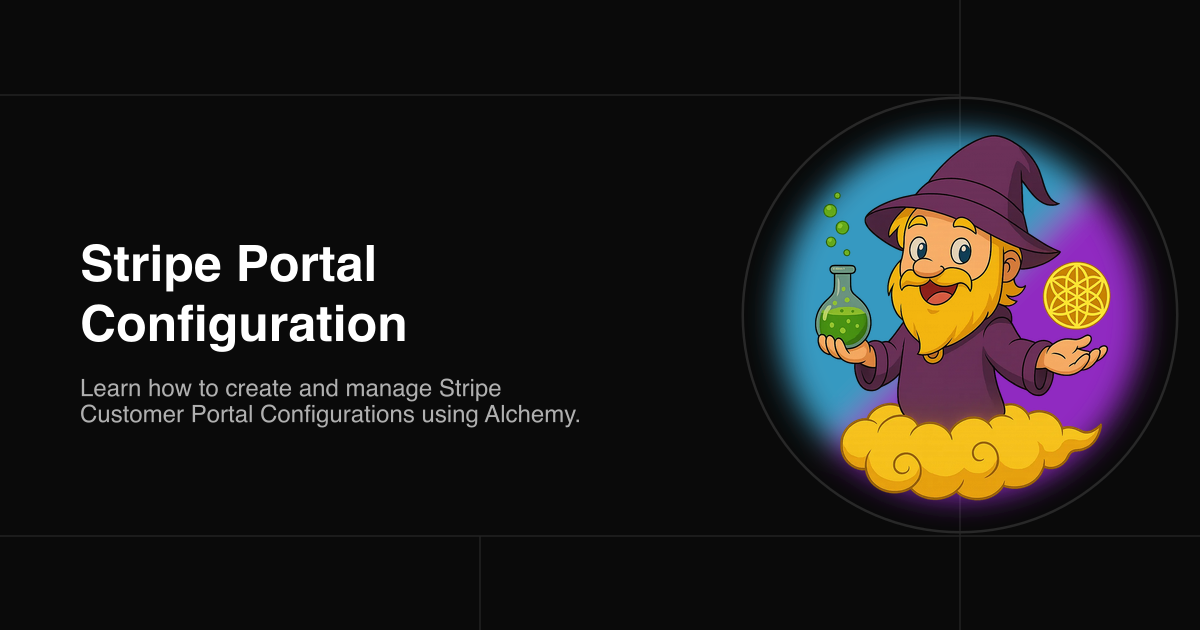 Stripe Portal
Configuration
Learn how to create and manage Stripe
Customer Portal Configurations using Alchemy.